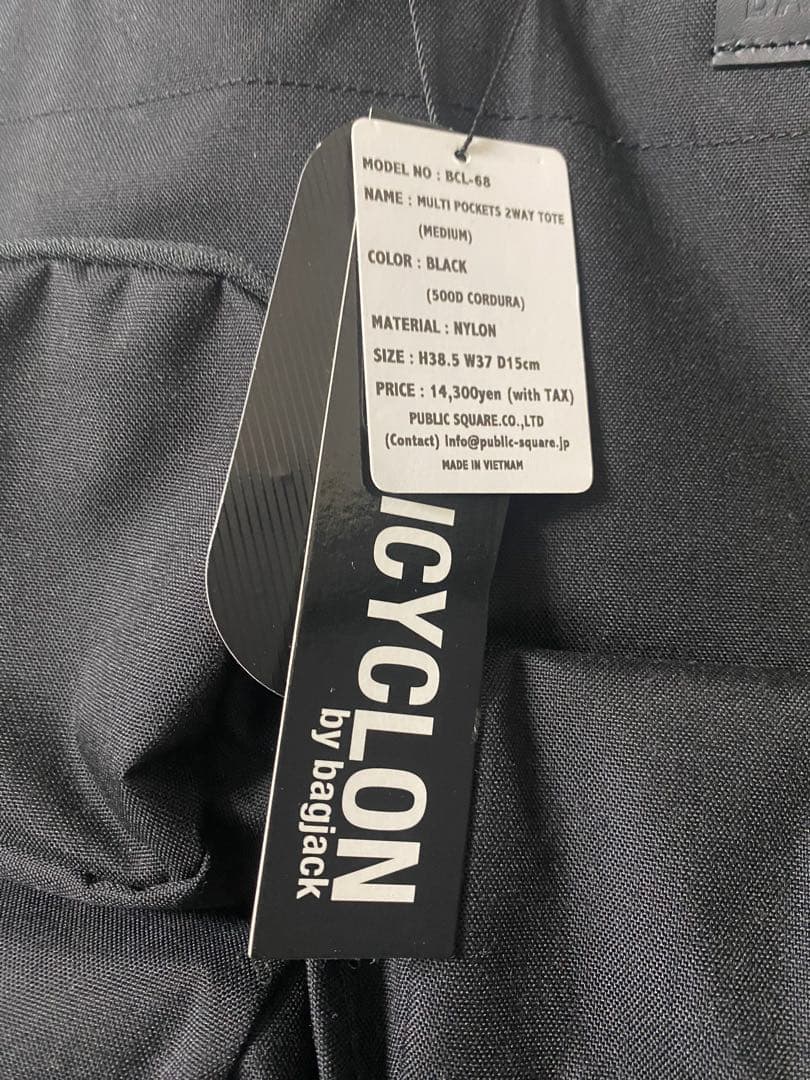 MODEL NO : BCL-68
NAME : MULTI POCKETS 2WAY TOTE
(MEDIUM)
COLOR : BLACK
(500D CORDURA)
MATERIAL : NYLON
SIZE : H38.5 W37 D15cm
PRICE : 14,300yen (with TAX)
PUBLIC SQUARE.CO.,LTD
(Contact) Info@public-square.jp
MADE IN VIETNAM
ICYCLON
by bagjack